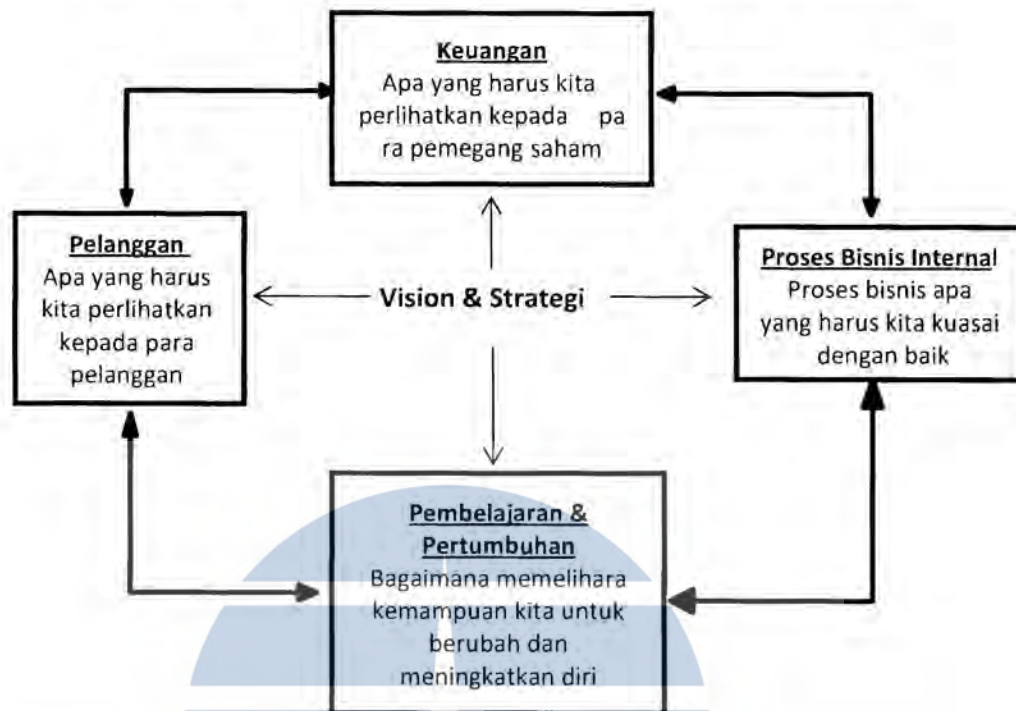 Keuangan
Apa yang harus kita
perlihatkan kepada pa
ra pemegang saham
Pelanggan
Apa yang harus
kita perlihatkan
kepada para
pelanggan
Vision & Strategi
Proses Bisnis Internal
Proses bisnis apa
yang harus kita kuasai
dengan baik
Pembelajaran &
Pertumbuhan
Bagaimana memelihara
kemampuan kita untuk
berubah dan
meningkatkan diri